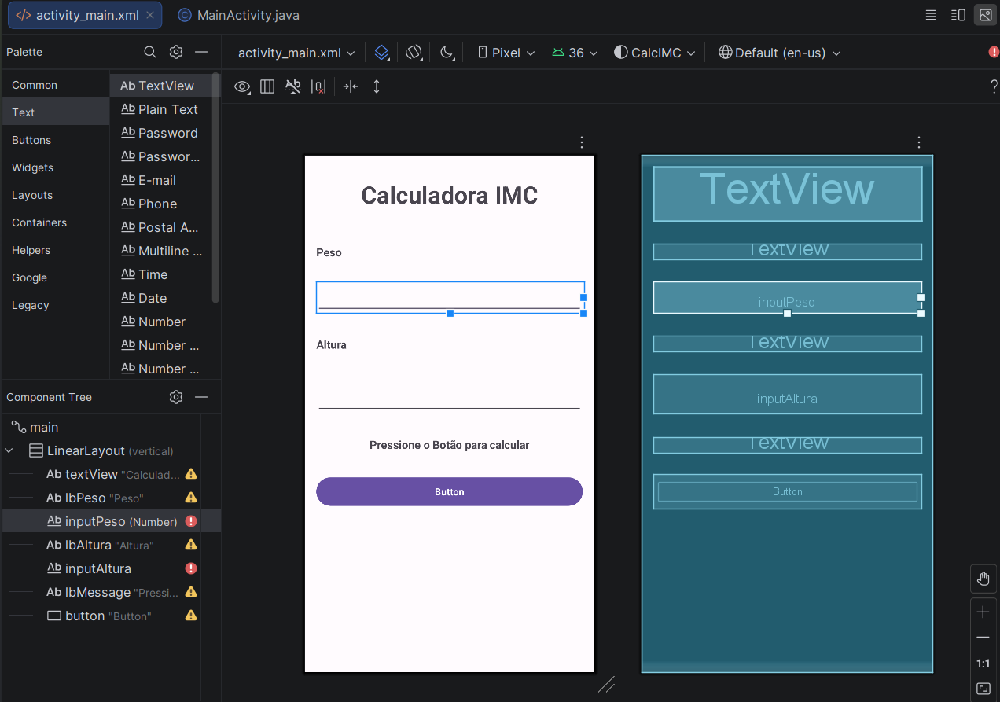 </> activity_main.xml
C MainActivity.java
Palette
activity_main.xml
Pixel
36
CalcIMC
Default (en-us)
Common
Text
Buttons
Widgets
Layouts
Containers
Helpers
Google
Legacy
Ab TextView
Ab Plain Text
Ab Password
Ab Passwor...
Ab E-mail
Ab Phone
Ab Postal A...
Ab Multiline ...
Ab Time
Ab Date
Ab Number
Ab Number ...
Ab Number ...
Component Tree
main
LinearLayout (vertical)
Ab textView "Calculad...
Ab lbPeso "Peso"
Ab inputPeso (Number)
Ab lbAltura "Altura"
Ab inputAltura
Ab lbMessage "Pressi...
button "Button"
Calculadora IMC
Peso
Altura
Pressione o Botão para calcular
Button
TextView
TextView
inputPeso
TextView
inputAltura
TextView
Button
?
1:1